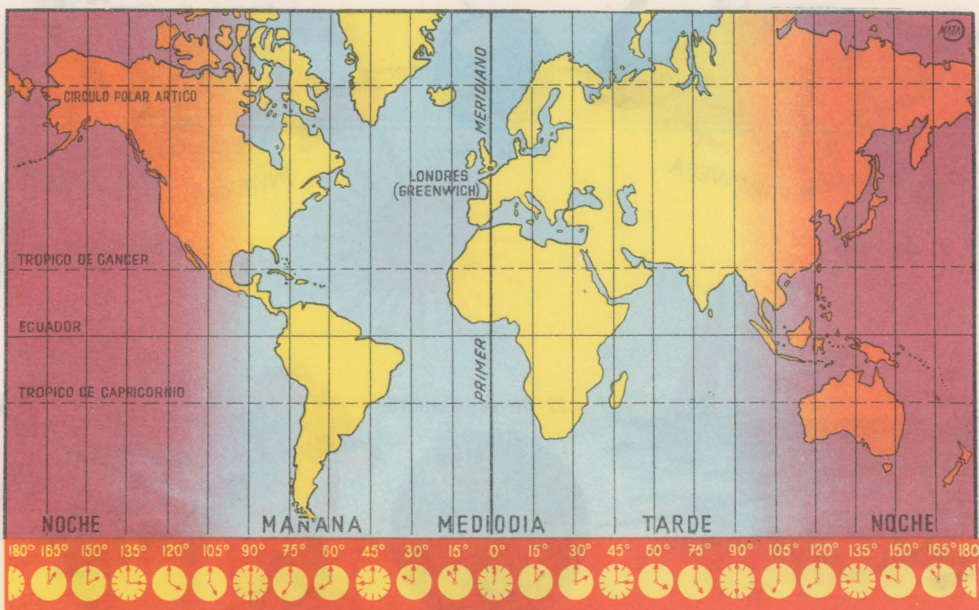 MAZA
CIRCULO POLAR ARTICO
MERIDIANO
LONDRES
(GREENWICH)
TROPICO DE CANCER
ECUADOR
PRIMER
TROPICO DE CAPRICORNIO
NOCHE MAÑANA MEDIODIA TARDE NOCHE
180° 165° 150° 135° 120° 105° 90° 75° 60° 45° 30° 15° 0° 15° 30° 45° 60° 75° 90° 105° 120° 135° 150° 165° 180